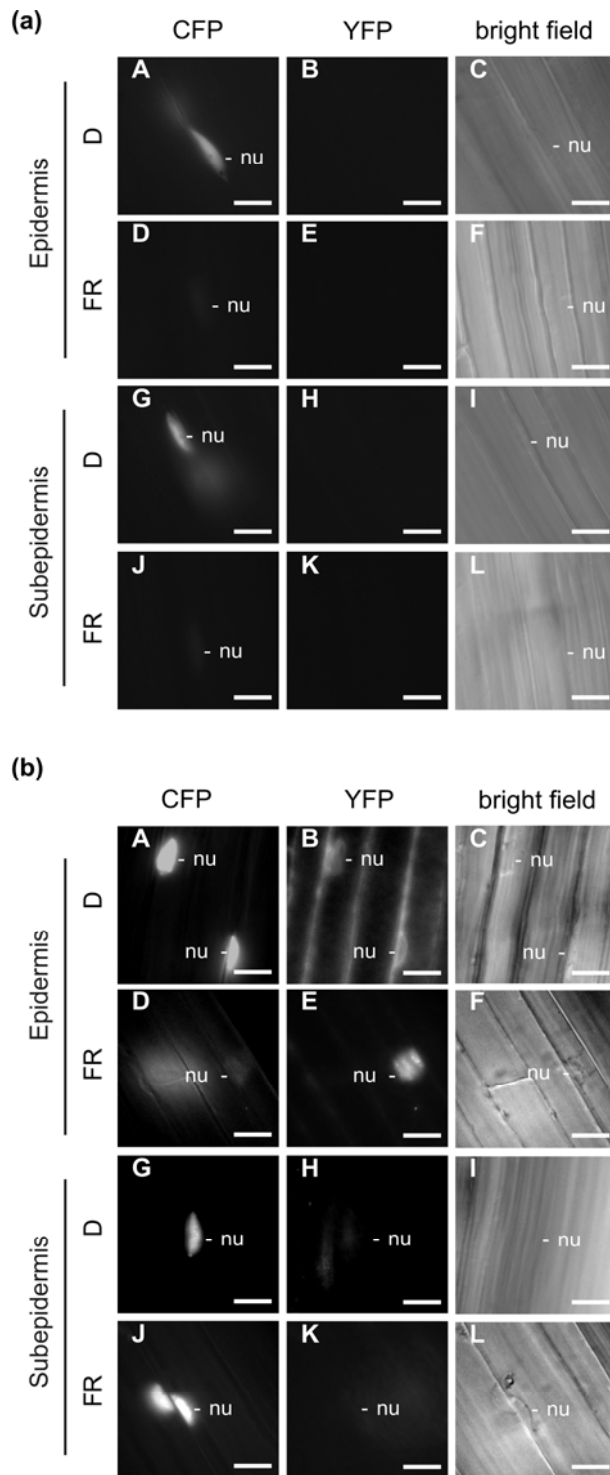 (a)
CFP YFP bright field
Epidermis
D
A - nu
B
C - nu
FR
D - nu
E
F - nu
Subepidermis
D
G - nu
H
I - nu
FR
J - nu
K
L - nu
(b)
CFP YFP bright field
Epidermis
D
A - nu
nu -
B - nu
nu -
C - nu
nu -
FR
D nu -
E nu -
F nu -
Subepidermis
D
G - nu
H - nu
I - nu
FR
J - nu
K - nu
L - nu